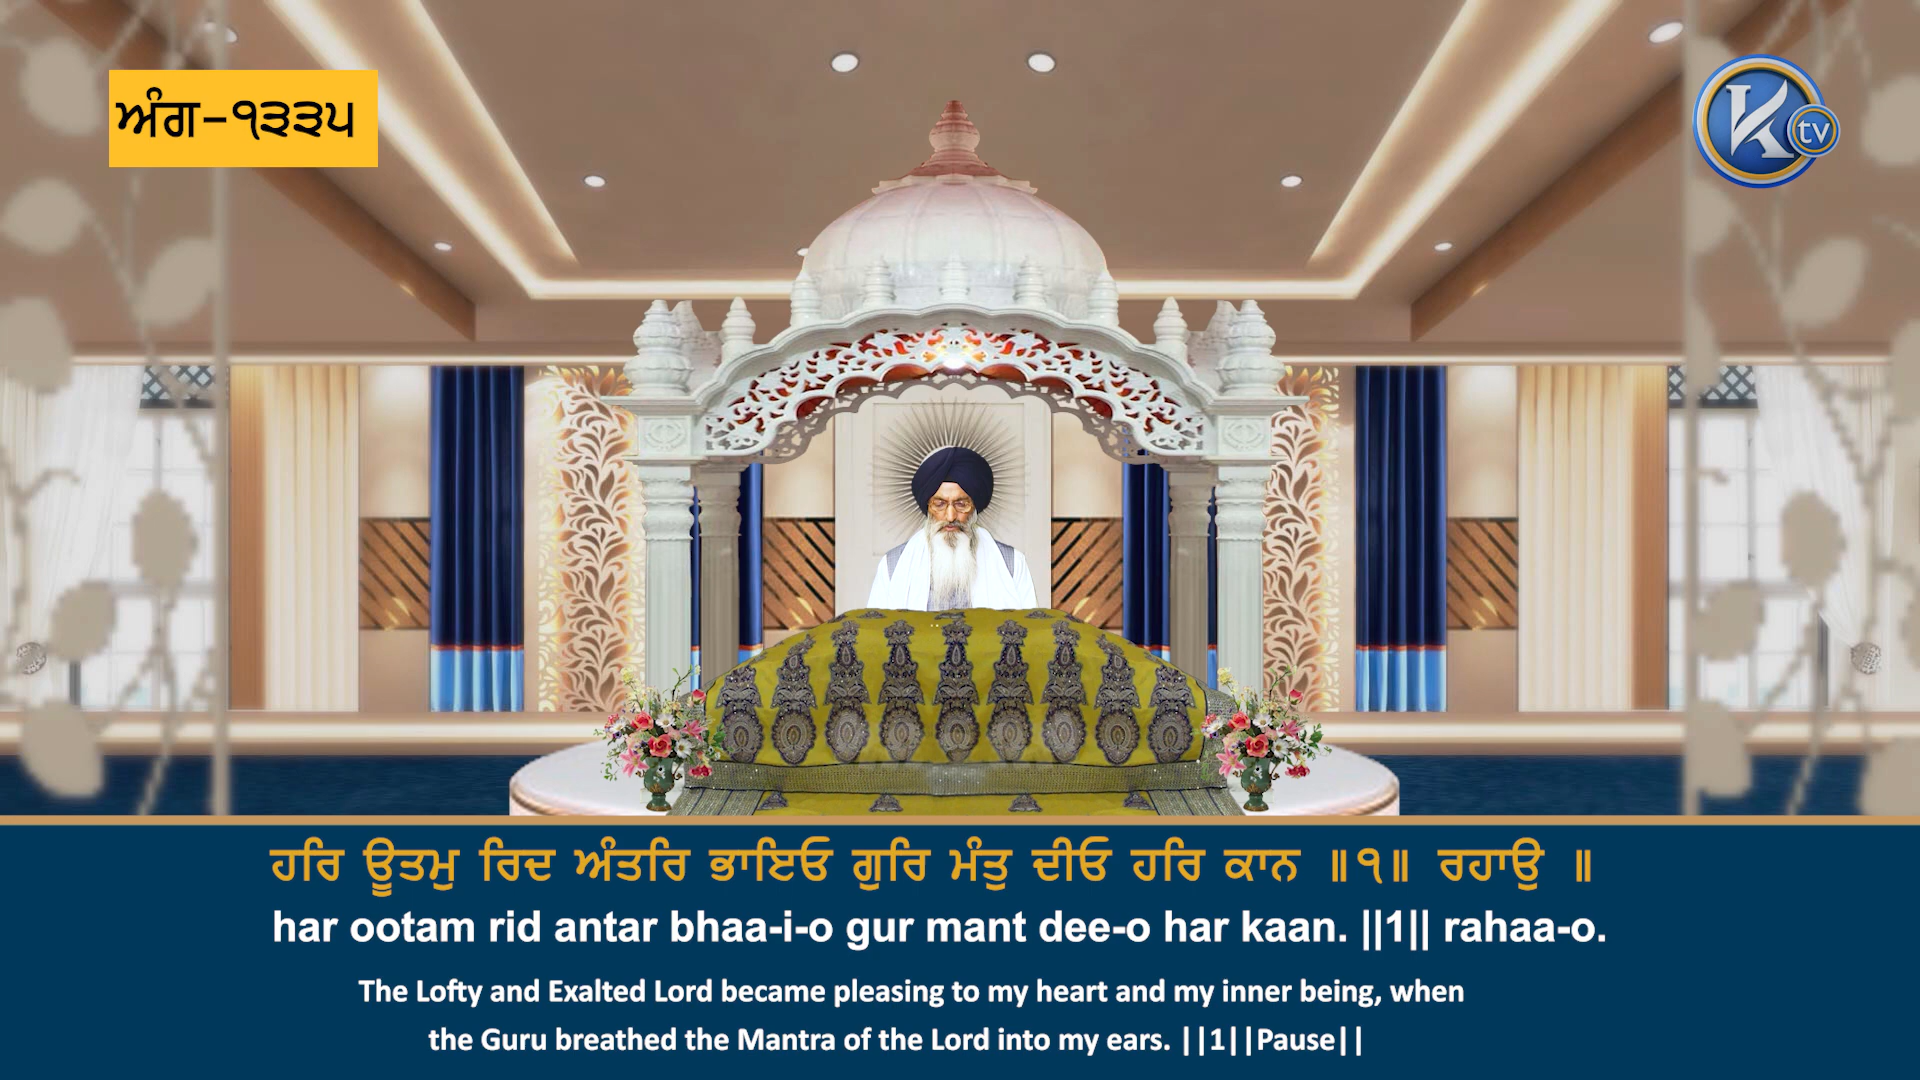 ਅੰਗ-੧੩੩੫
K tv
ਹਰਿ ਊਤਮੁ ਰਿਦ ਅੰਤਰਿ ਭਾਇਓ ਗੁਰਿ ਮੰਤੁ ਦੀਓ ਹਰਿ ਕਾਨ ॥੧॥ ਰਹਾਉ ॥
har ootam rid antar bhaa-i-o gur mant dee-o har kaan. ||1|| rahaa-o.
The Lofty and Exalted Lord became pleasing to my heart and my inner being, when
the Guru breathed the Mantra of the Lord into my ears. ||1||Pause||